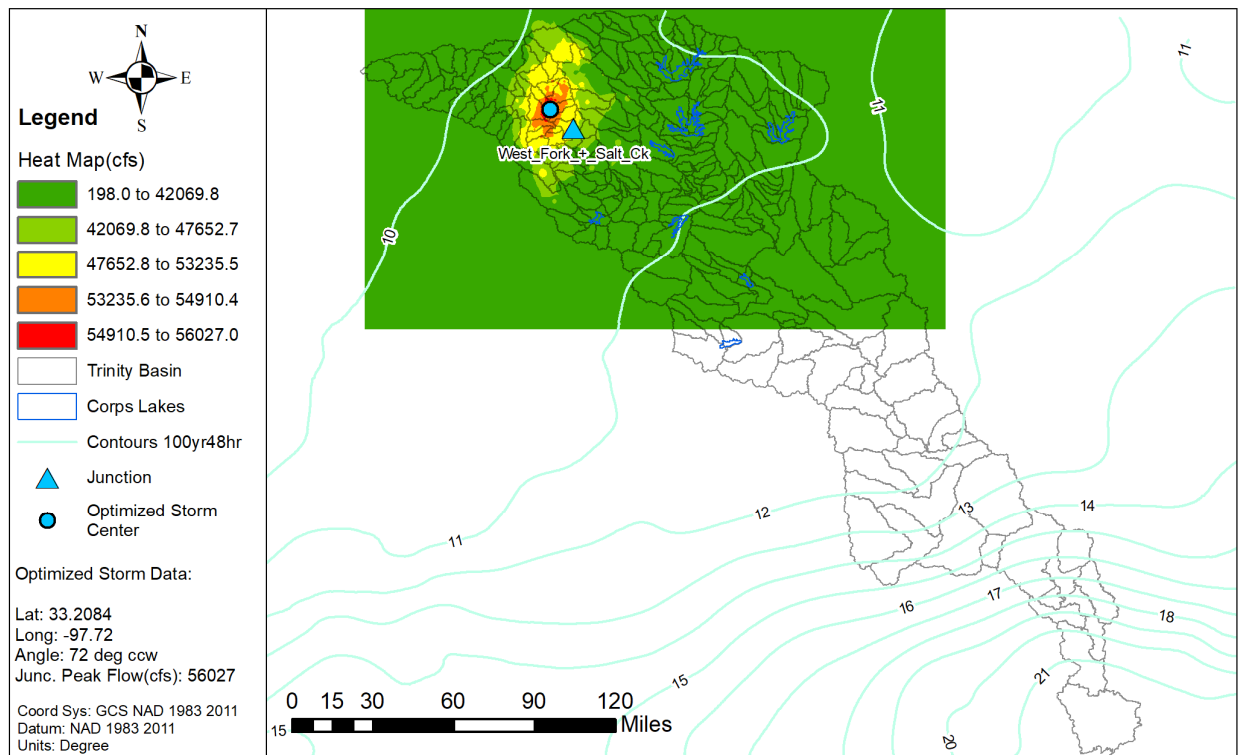 N
W E
S
Legend
Heat Map(cfs)
198.0 to 42069.8
42069.8 to 47652.7
47652.8 to 53235.5
53235.6 to 54910.4
54910.5 to 56027.0
Trinity Basin
Corps Lakes
Contours 100yr48hr
Junction
Optimized Storm
Center
Optimized Storm Data:
Lat: 33.2084
Long: -97.72
Angle: 72 deg ccw
Junc. Peak Flow(cfs): 56027
Coord Sys: GCS NAD 1983 2011
Datum: NAD 1983 2011
Units: Degree
11
11
West_Fork_+_Salt_Ck
10
12
13
14
11
16
17
18
15
21
20
15
0 15 30 60 90 120
Miles